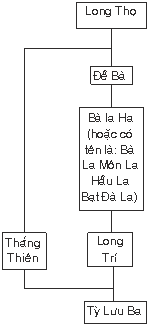 Long Thọ
Đề Bà
Bà la Ha
(hoặc có
tên là: Bà
La Môn La
Hầu La
Bạt Đà La)
Thắng
Thiên
Long
Trí
Tỳ Lưu Ba